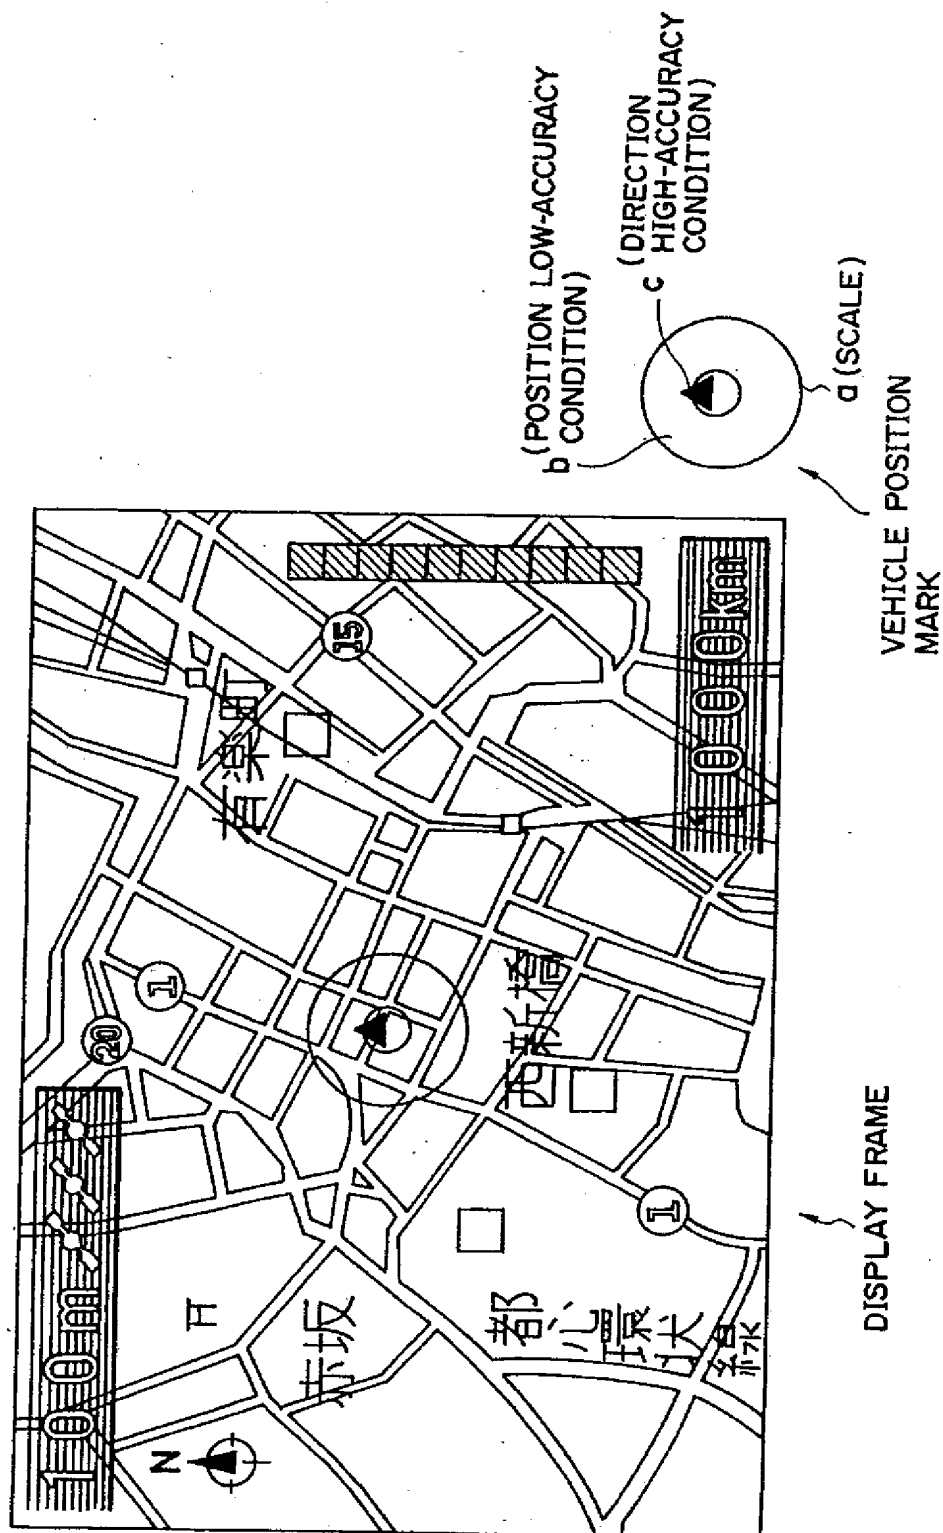 100m
N
20
1
有楽町
15
赤坂
西新橋
都心環状線
1
1000km
DISPLAY FRAME
b (POSITION LOW-ACCURACY
CONDITION)
c (DIRECTION
HIGH-ACCURACY
CONDITION)
a (SCALE)
VEHICLE POSITION
MARK